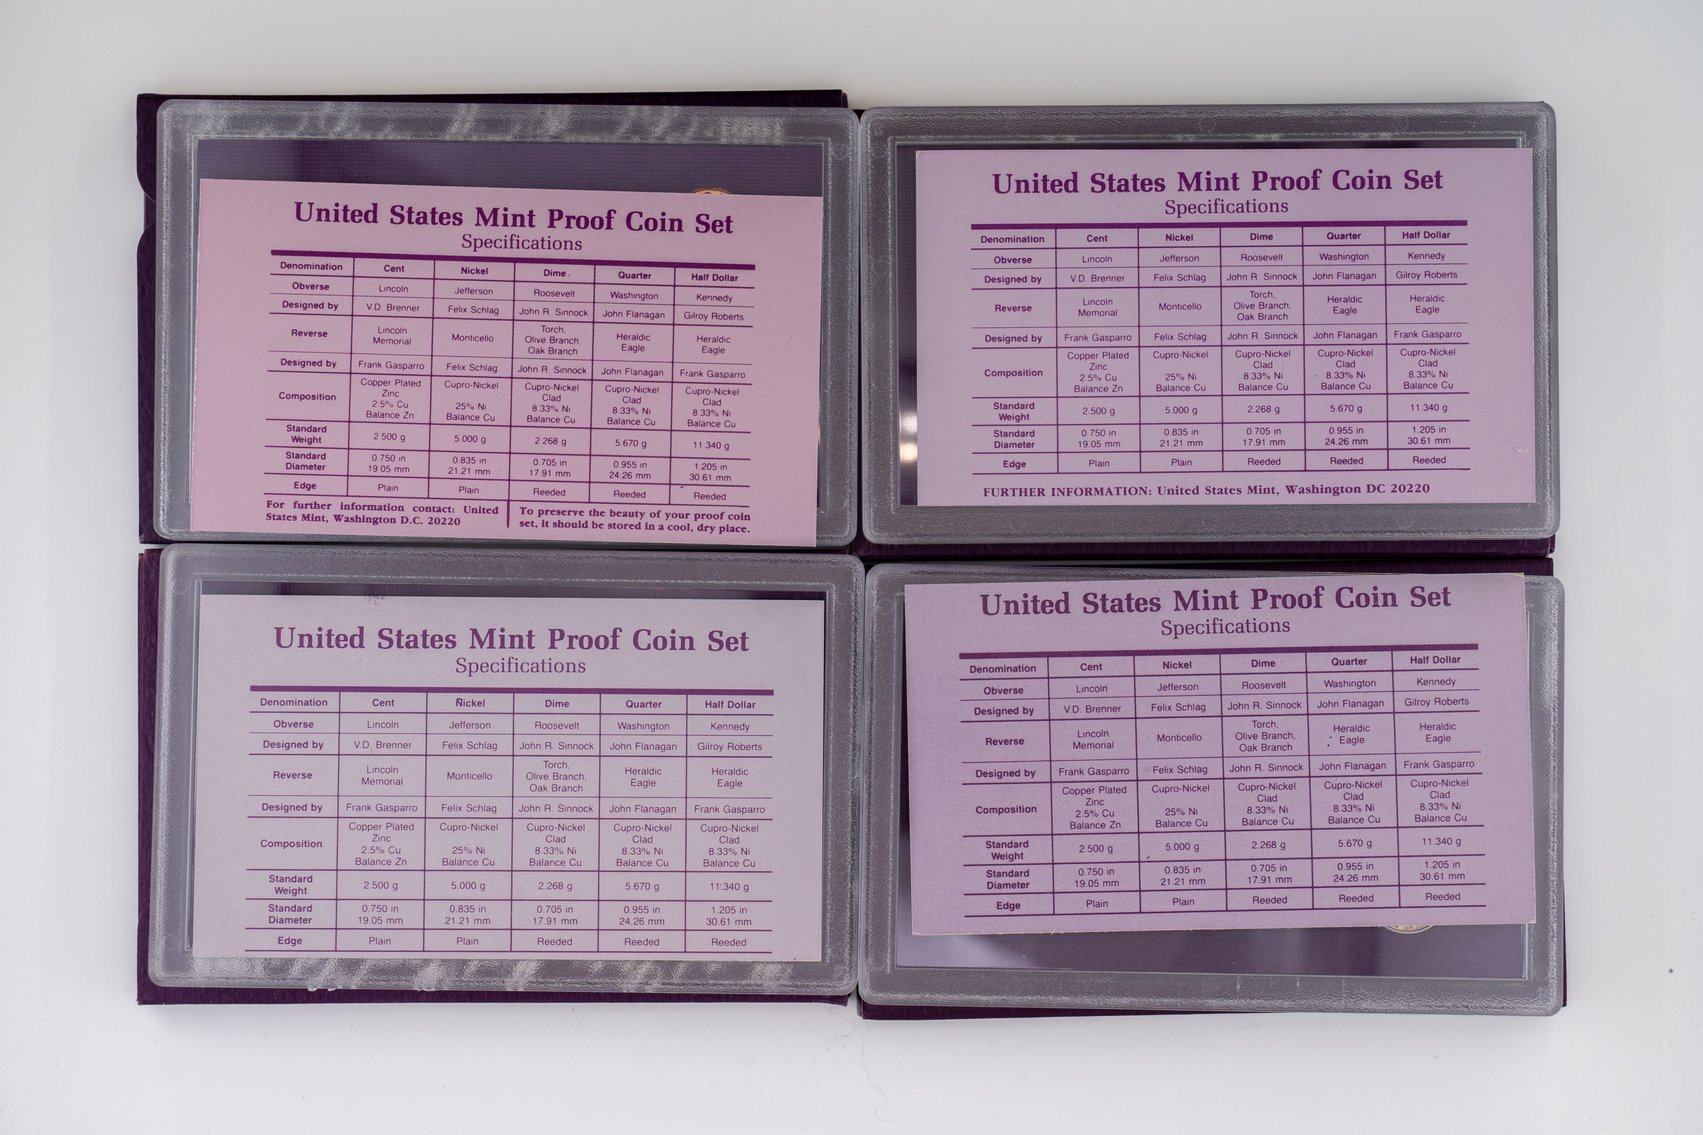 United States Mint Proof Coin Set
Specifications
Denomination Cent Nickel Dime Quarter Half Dollar
Obverse Lincoln Jefferson Roosevelt Washington Kennedy
Designed by V.D. Brenner Felix Schlag John R. Sinnock John Flanagan Gilroy Roberts
Reverse Lincoln Memorial Monticello Torch, Olive Branch, Oak Branch Heraldic Eagle Heraldic Eagle
Designed by Frank Gasparro Felix Schlag John R. Sinnock John Flanagan Frank Gasparro
Composition Copper Plated Zinc 2.5% Cu Balance Zn Cupro-Nickel 25% Ni Balance Cu Cupro-Nickel Clad 8.33% Ni Balance Cu Cupro-Nickel Clad 8.33% Ni Balance Cu Cupro-Nickel Clad 8.33% Ni Balance Cu
Standard Weight 2.500 g 5.000 g 2.268 g 5.670 g 11.340 g
Standard Diameter 0.750 in 19.05 mm 0.835 in 21.21 mm 0.705 in 17.91 mm 0.955 in 24.26 mm 1.205 in 30.61 mm
Edge Plain Plain Reeded Reeded Reeded
For further information contact: United
States Mint, Washington D.C. 20220
To preserve the beauty of your proof coin
set, it should be stored in a cool, dry place.
United States Mint Proof Coin Set
Specifications
Denomination Cent Nickel Dime Quarter Half Dollar
Obverse Lincoln Jefferson Roosevelt Washington Kennedy
Designed by V.D. Brenner Felix Schlag John R. Sinnock John Flanagan Gilroy Roberts
Reverse Lincoln Memorial Monticello Torch, Olive Branch, Oak Branch Heraldic Eagle Heraldic Eagle
Designed by Frank Gasparro Felix Schlag John R. Sinnock John Flanagan Frank Gasparro
Composition Copper Plated Zinc 2.5% Cu Balance Zn Cupro-Nickel 25% Ni Balance Cu Cupro-Nickel Clad 8.33% Ni Balance Cu Cupro-Nickel Clad 8.33% Ni Balance Cu Cupro-Nickel Clad 8.33% Ni Balance Cu
Standard Weight 2.500 g 5.000 g 2.268 g 5.670 g 11.340 g
Standard Diameter 0.750 in 19.05 mm 0.835 in 21.21 mm 0.705 in 17.91 mm 0.955 in 24.26 mm 1.205 in 30.61 mm
Edge Plain Plain Reeded Reeded Reeded
FURTHER INFORMATION: United States Mint, Washington DC 20220
United States Mint Proof Coin Set
Specifications
Denomination Cent Nickel Dime Quarter Half Dollar
Obverse Lincoln Jefferson Roosevelt Washington Kennedy
Designed by V.D. Brenner Felix Schlag John R. Sinnock John Flanagan Gilroy Roberts
Reverse Lincoln Memorial Monticello Torch, Olive Branch, Oak Branch Heraldic Eagle Heraldic Eagle
Designed by Frank Gasparro Felix Schlag John R. Sinnock John Flanagan Frank Gasparro
Composition Copper Plated Zinc 2.5% Cu Balance Zn Cupro-Nickel 25% Ni Balance Cu Cupro-Nickel Clad 8.33% Ni Balance Cu Cupro-Nickel Clad 8.33% Ni Balance Cu Cupro-Nickel Clad 8.33% Ni Balance Cu
Standard Weight 2.500 g 5.000 g 2.268 g 5.670 g 11.340 g
Standard Diameter 0.750 in 19.05 mm 0.835 in 21.21 mm 0.705 in 17.91 mm 0.955 in 24.26 mm 1.205 in 30.61 mm
Edge Plain Plain Reeded Reeded Reeded
United States Mint Proof Coin Set
Specifications
Denomination Cent Nickel Dime Quarter Half Dollar
Obverse Lincoln Jefferson Roosevelt Washington Kennedy
Designed by V.D. Brenner Felix Schlag John R. Sinnock John Flanagan Gilroy Roberts
Reverse Lincoln Memorial Monticello Torch, Olive Branch, Oak Branch Heraldic Eagle Heraldic Eagle
Designed by Frank Gasparro Felix Schlag John R. Sinnock John Flanagan Frank Gasparro
Composition Copper Plated Zinc 2.5% Cu Balance Zn Cupro-Nickel 25% Ni Balance Cu Cupro-Nickel Clad 8.33% Ni Balance Cu Cupro-Nickel Clad 8.33% Ni Balance Cu Cupro-Nickel Clad 8.33% Ni Balance Cu
Standard Weight 2.500 g 5.000 g 2.268 g 5.670 g 11.340 g
Standard Diameter 0.750 in 19.05 mm 0.835 in 21.21 mm 0.705 in 17.91 mm 0.955 in 24.26 mm 1.205 in 30.61 mm
Edge Plain Plain Reeded Reeded Reeded